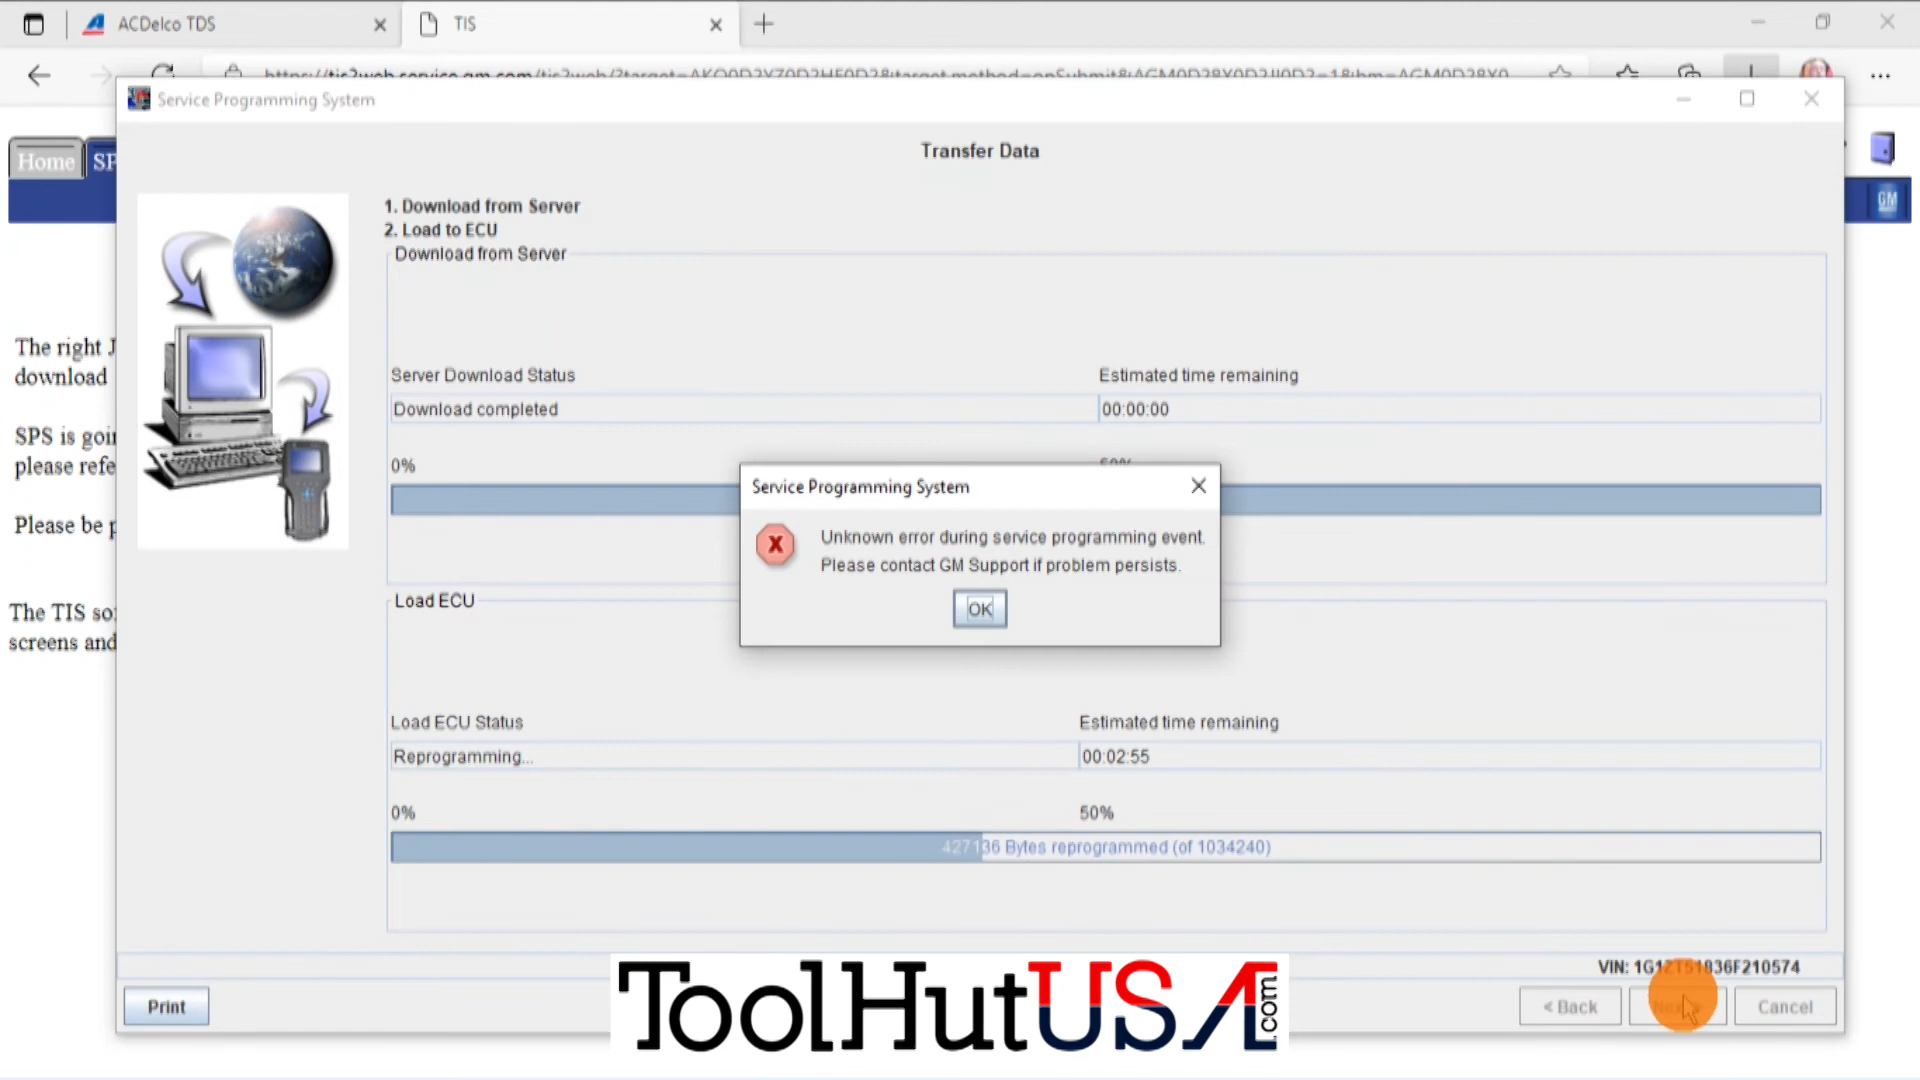 ACDelco TDS
TIS
Service Programming System
Home
SP
GM
Transfer Data
1. Download from Server
2. Load to ECU
Download from Server
The right J
download
SPS is goin
please refe
Please be p
The TIS so
screens and
Server Download Status
Estimated time remaining
Download completed
00:00:00
0%
Service Programming System
Unknown error during service programming event.
Please contact GM Support if problem persists.
OK
Load ECU
Load ECU Status
Estimated time remaining
Reprogramming...
00:02:55
0%
50%
427136 Bytes reprogrammed (of 1034240)
VIN:
Print
< Back
Cancel
ToolHutUSA.com